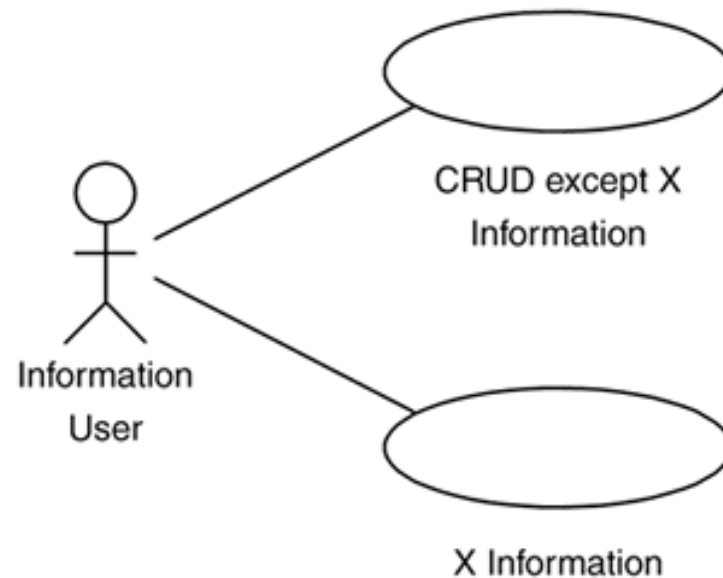 CRUD except X
Information
Information
User
X Information